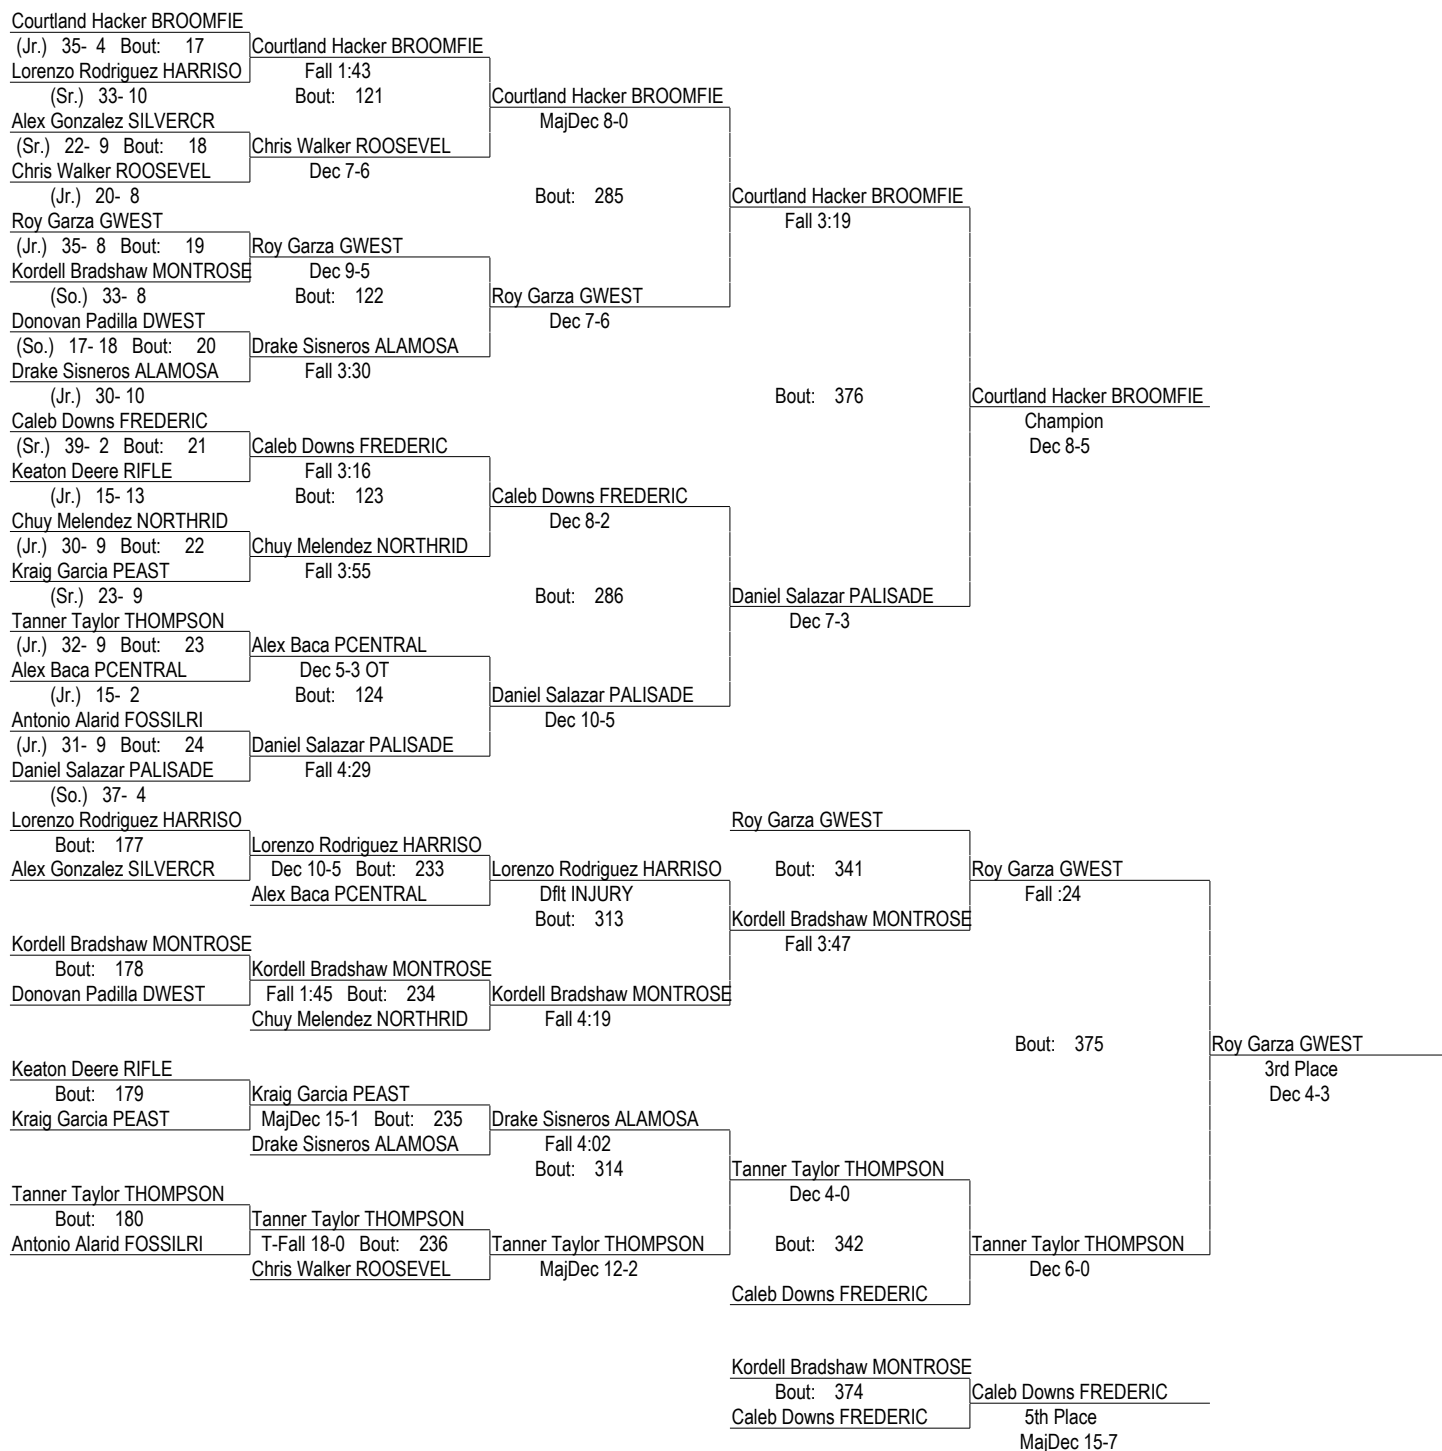 Courtland Hacker BROOMFIE
(Jr.) 35- 4 Bout: 17 Courtland Hacker BROOMFIE
Lorenzo Rodriguez HARRISO Fall 1:43
(Sr.) 33- 10 Bout: 121 Courtland Hacker BROOMFIE
Alex Gonzalez SILVERCR MajDec 8-0
(Sr.) 22- 9 Bout: 18 Chris Walker ROOSEVEL
Chris Walker ROOSEVEL Dec 7-6
(Jr.) 20- 8 Bout: 285 Courtland Hacker BROOMFIE
Roy Garza GWEST Fall 3:19
(Jr.) 35- 8 Bout: 19 Roy Garza GWEST
Kordell Bradshaw MONTROSE Dec 9-5
(So.) 33- 8 Bout: 122 Roy Garza GWEST
Donovan Padilla DWEST Dec 7-6
(So.) 17- 18 Bout: 20 Drake Sisneros ALAMOSA
Drake Sisneros ALAMOSA Fall 3:30
(Jr.) 30- 10 Bout: 376 Courtland Hacker BROOMFIE
Caleb Downs FREDERIC Champion
(Sr.) 39- 2 Bout: 21 Caleb Downs FREDERIC Dec 8-5
Keaton Deere RIFLE Fall 3:16
(Jr.) 15- 13 Bout: 123 Caleb Downs FREDERIC
Chuy Melendez NORTHRID Dec 8-2
(Jr.) 30- 9 Bout: 22 Chuy Melendez NORTHRID
Kraig Garcia PEAST Fall 3:55
(Sr.) 23- 9 Bout: 286 Daniel Salazar PALISADE
Tanner Taylor THOMPSON Dec 7-3
(Jr.) 32- 9 Bout: 23 Alex Baca PCENTRAL
Alex Baca PCENTRAL Dec 5-3 OT
(Jr.) 15- 2 Bout: 124 Daniel Salazar PALISADE
Antonio Alarid FOSSILRI Dec 10-5
(Jr.) 31- 9 Bout: 24 Daniel Salazar PALISADE
Daniel Salazar PALISADE Fall 4:29
(So.) 37- 4
Lorenzo Rodriguez HARRISO Roy Garza GWEST
Bout: 177 Lorenzo Rodriguez HARRISO
Alex Gonzalez SILVERCR Dec 10-5 Bout: 233 Lorenzo Rodriguez HARRISO Bout: 341 Roy Garza GWEST
Alex Baca PCENTRAL Dflt INJURY Fall :24
Bout: 313 Kordell Bradshaw MONTROSE
Kordell Bradshaw MONTROSE Fall 3:47
Bout: 178 Kordell Bradshaw MONTROSE
Donovan Padilla DWEST Fall 1:45 Bout: 234 Kordell Bradshaw MONTROSE
Chuy Melendez NORTHRID Fall 4:19
Bout: 375 Roy Garza GWEST
Keaton Deere RIFLE 3rd Place
Bout: 179 Kraig Garcia PEAST Dec 4-3
Kraig Garcia PEAST MajDec 15-1 Bout: 235 Drake Sisneros ALAMOSA
Drake Sisneros ALAMOSA Fall 4:02
Bout: 314 Tanner Taylor THOMPSON
Tanner Taylor THOMPSON Dec 4-0
Bout: 180 Tanner Taylor THOMPSON
Antonio Alarid FOSSILRI T-Fall 18-0 Bout: 236 Tanner Taylor THOMPSON Bout: 342 Tanner Taylor THOMPSON
Chris Walker ROOSEVEL MajDec 12-2 Dec 6-0
Caleb Downs FREDERIC
Kordell Bradshaw MONTROSE
Bout: 374 Caleb Downs FREDERIC
Caleb Downs FREDERIC 5th Place
MajDec 15-7